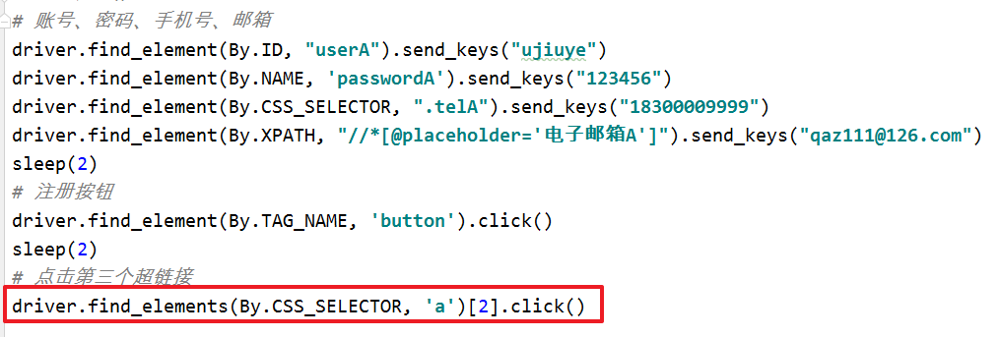 # 账号、密码、手机号、邮箱
driver.find_element(By.ID, "userA").send_keys("ujiuye")
driver.find_element(By.NAME, 'passwordA').send_keys("123456")
driver.find_element(By.CSS_SELECTOR, ".telA").send_keys("18300009999")
driver.find_element(By.XPATH, "//*[@placeholder='电子邮箱A']").send_keys("qaz111@126.com")
sleep(2)
# 注册按钮
driver.find_element(By.TAG_NAME, 'button').click()
sleep(2)
# 点击第三个超链接
driver.find_elements(By.CSS_SELECTOR, 'a')[2].click()